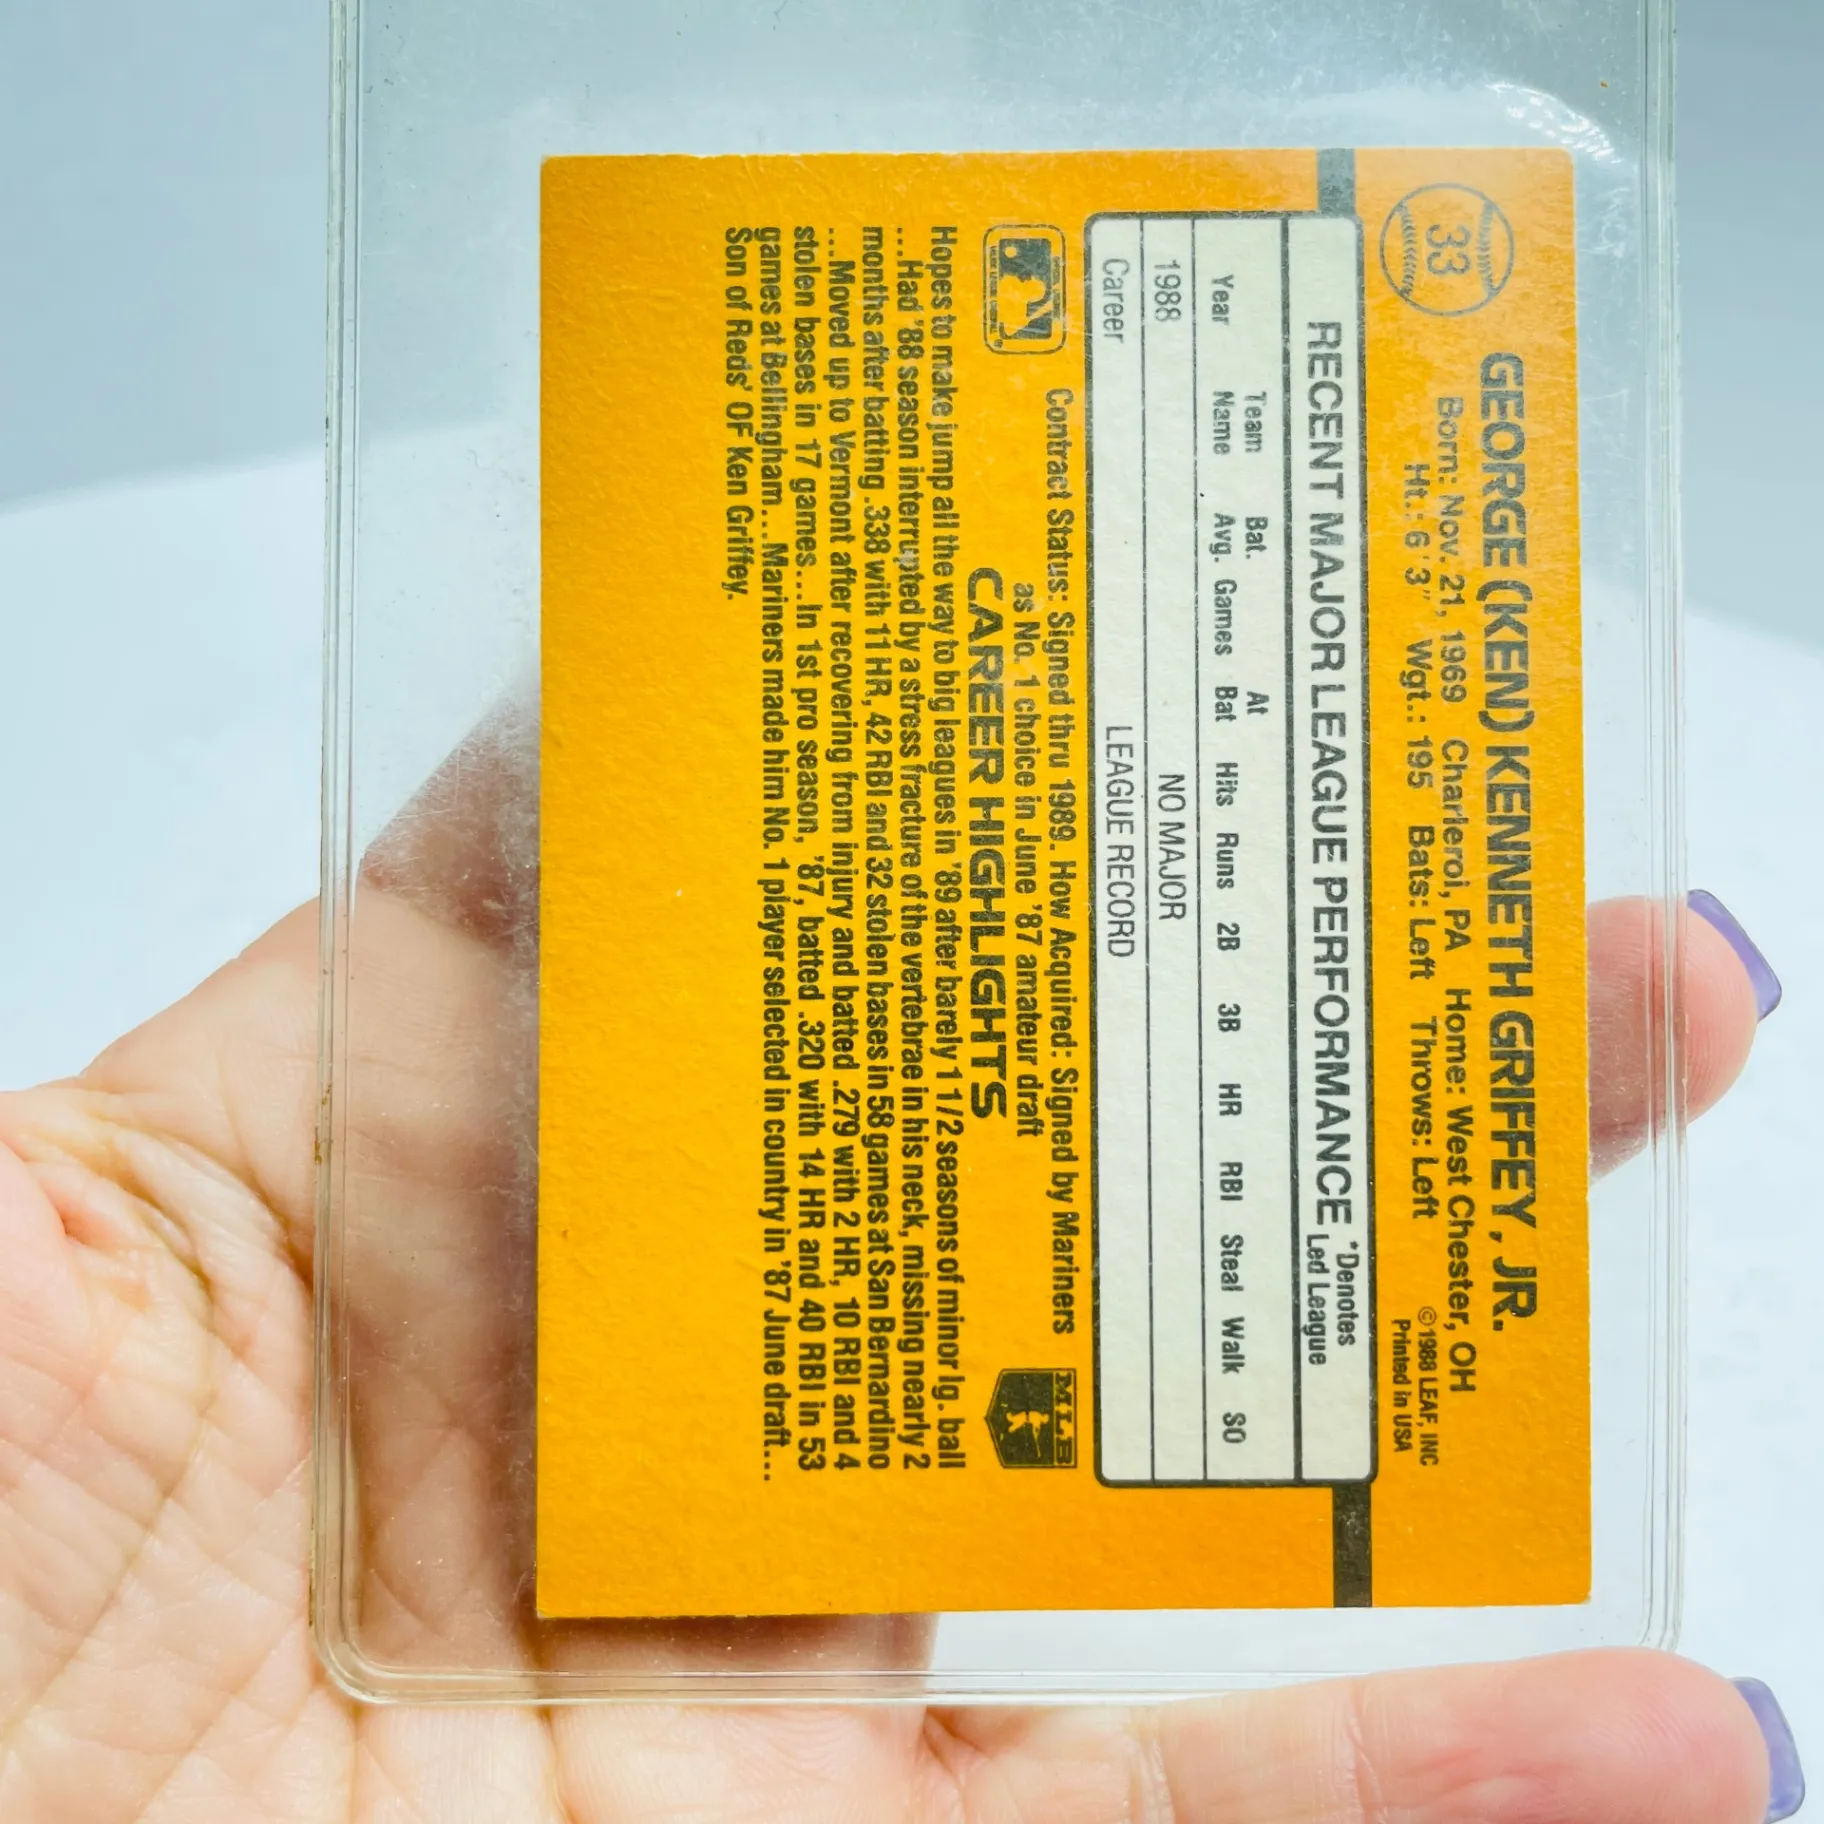 33
GEORGE (KEN) KENNETH GRIFFEY, JR.
Born: Nov. 21, 1969 Charleroi, PA Home: West Chester, OH
Ht.: 6'3" Wgt.: 195 Bats: Left Throws: Left
©1988 LEAF, INC
Printed in USA
RECENT MAJOR LEAGUE PERFORMANCE *Denotes Led League
Year Team Name Bat. Avg. Games At Bat Hits Runs 2B 3B HR RBI Steal Walk SO
1988 NO MAJOR
Career LEAGUE RECORD
Contract Status: Signed thru 1989. How Acquired: Signed by Mariners
as No. 1 choice in June '87 amateur draft
MLB
CAREER HIGHLIGHTS
Hopes to make jump all the way to big leagues in '89 after barely 1 1/2 seasons of minor lg. ball
...Had '88 season interrupted by a stress fracture of the vertebrae in his neck, missing nearly 2
months after batting .338 with 11 HR, 42 RBI and 32 stolen bases in 58 games at San Bernardino
...Moved up to Vermont after recovering from injury and batted .279 with 2 HR, 10 RBI and 4
stolen bases in 17 games...In 1st pro season, '87, batted .320 with 14 HR and 40 RBI in 53
games at Bellingham...Mariners made him No. 1 player selected in country in '87 June draft...
Son of Reds' OF Ken Griffey.